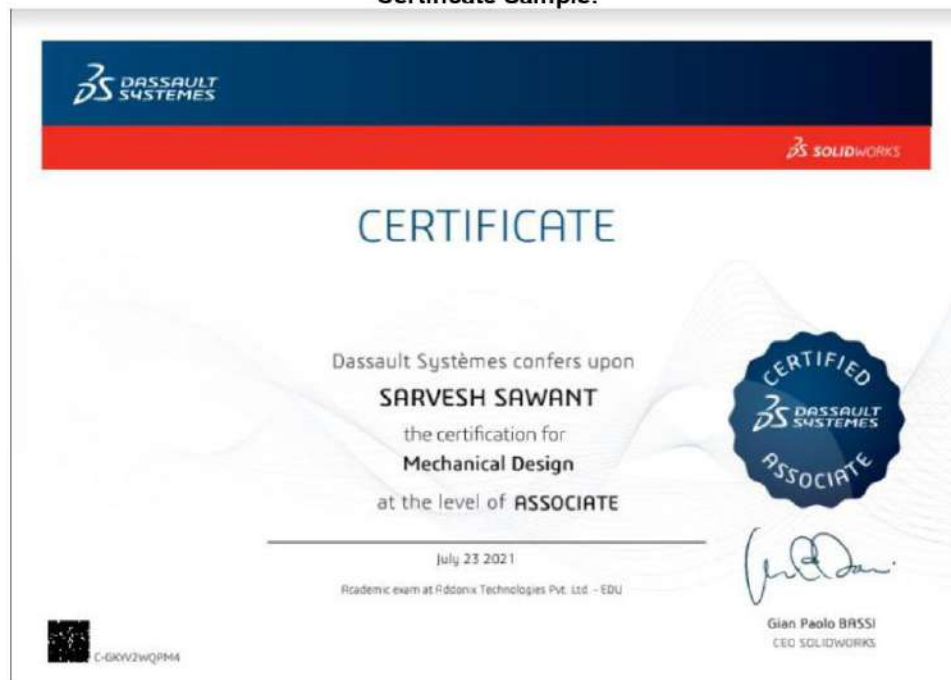 Certificate Sample:
DASSAULT
SYSTEMES
SOLIDWORKS
CERTIFICATE
Dassault Systèmes confers upon
SARVESH SAWANT
the certification for
Mechanical Design
at the level of ASSOCIATE
July 23 2021
Academic exam at Addonix Technologies Pvt. Ltd. - EDU
CERTIFIED
DASSAULT
SYSTEMES
ASSOCIATE
Gian Paolo BASSI
CEO SOLIDWORKS
C-GKVV2WQPM4